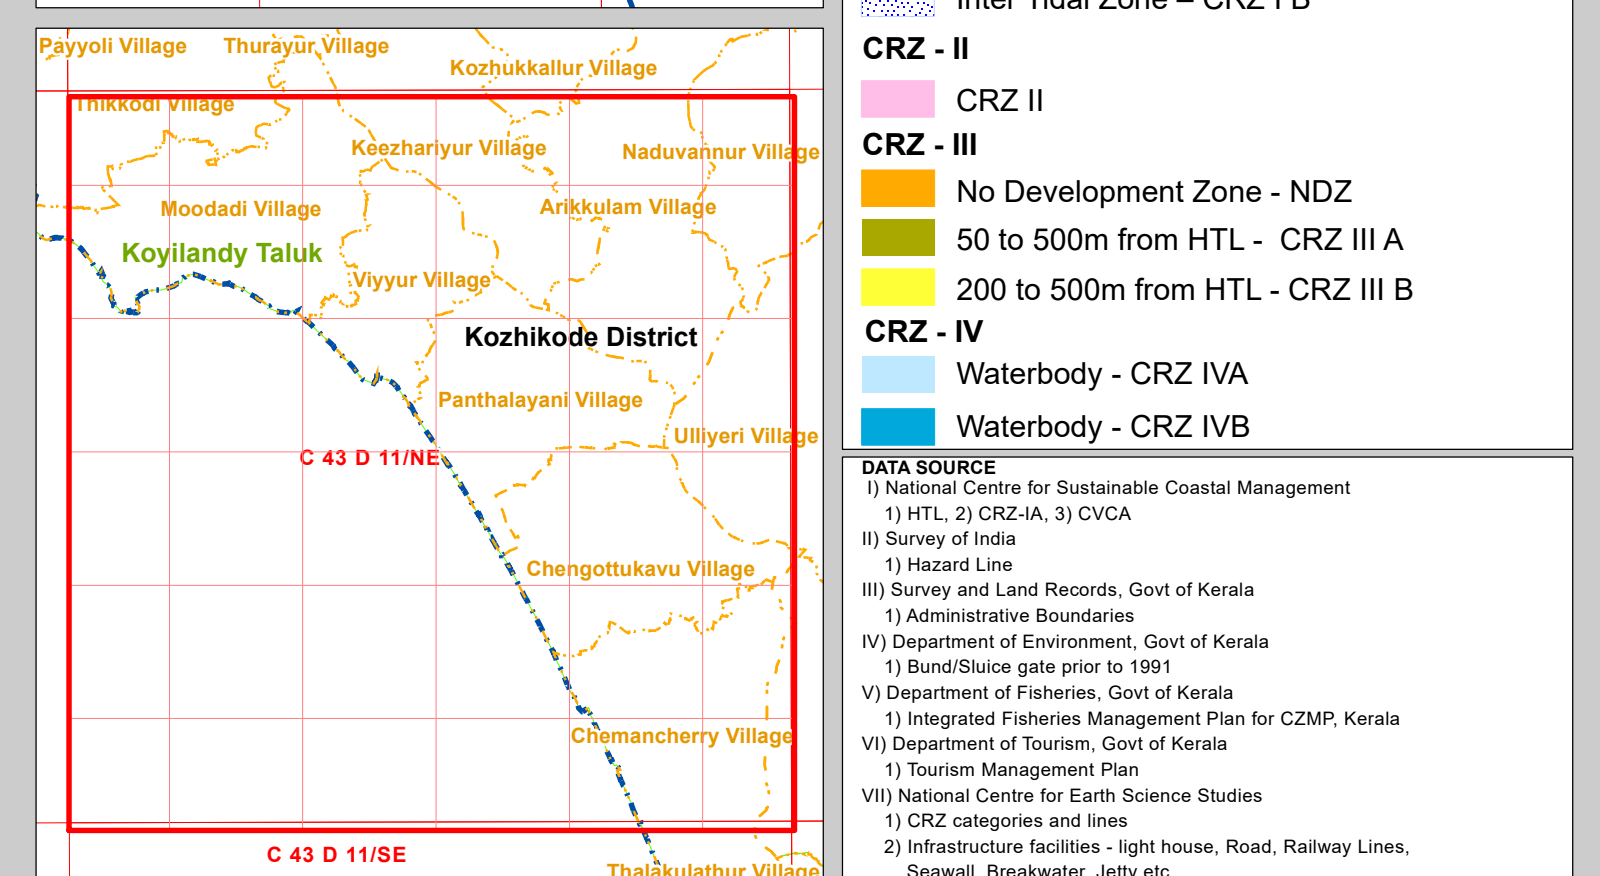 Payyoli Village
Thurayur Village
Kozhukkallur Village
Thikkodi Village
Keezhariyur Village
Naduvannur Village
Moodadi Village
Arikkulam Village
Koyilandy Taluk
Viyyur Village
Kozhikode District
Panthalayani Village
Ulliyeri Village
C 43 D 11/NE
Chengottukavu Village
Chemancherry Village
C 43 D 11/SE
Thalakulathur Village
Inter Tidal Zone – CRZ I B
CRZ - II
CRZ II
CRZ - III
No Development Zone - NDZ
50 to 500m from HTL - CRZ III A
200 to 500m from HTL - CRZ III B
CRZ - IV
Waterbody - CRZ IVA
Waterbody - CRZ IVB
DATA SOURCE
I) National Centre for Sustainable Coastal Management
1) HTL, 2) CRZ-IA, 3) CVCA
II) Survey of India
1) Hazard Line
III) Survey and Land Records, Govt of Kerala
1) Administrative Boundaries
IV) Department of Environment, Govt of Kerala
1) Bund/Sluice gate prior to 1991
V) Department of Fisheries, Govt of Kerala
1) Integrated Fisheries Management Plan for CZMP, Kerala
VI) Department of Tourism, Govt of Kerala
1) Tourism Management Plan
VII) National Centre for Earth Science Studies
1) CRZ categories and lines
2) Infrastructure facilities - light house, Road, Railway Lines,
Seawall, Breakwater, Jetty etc